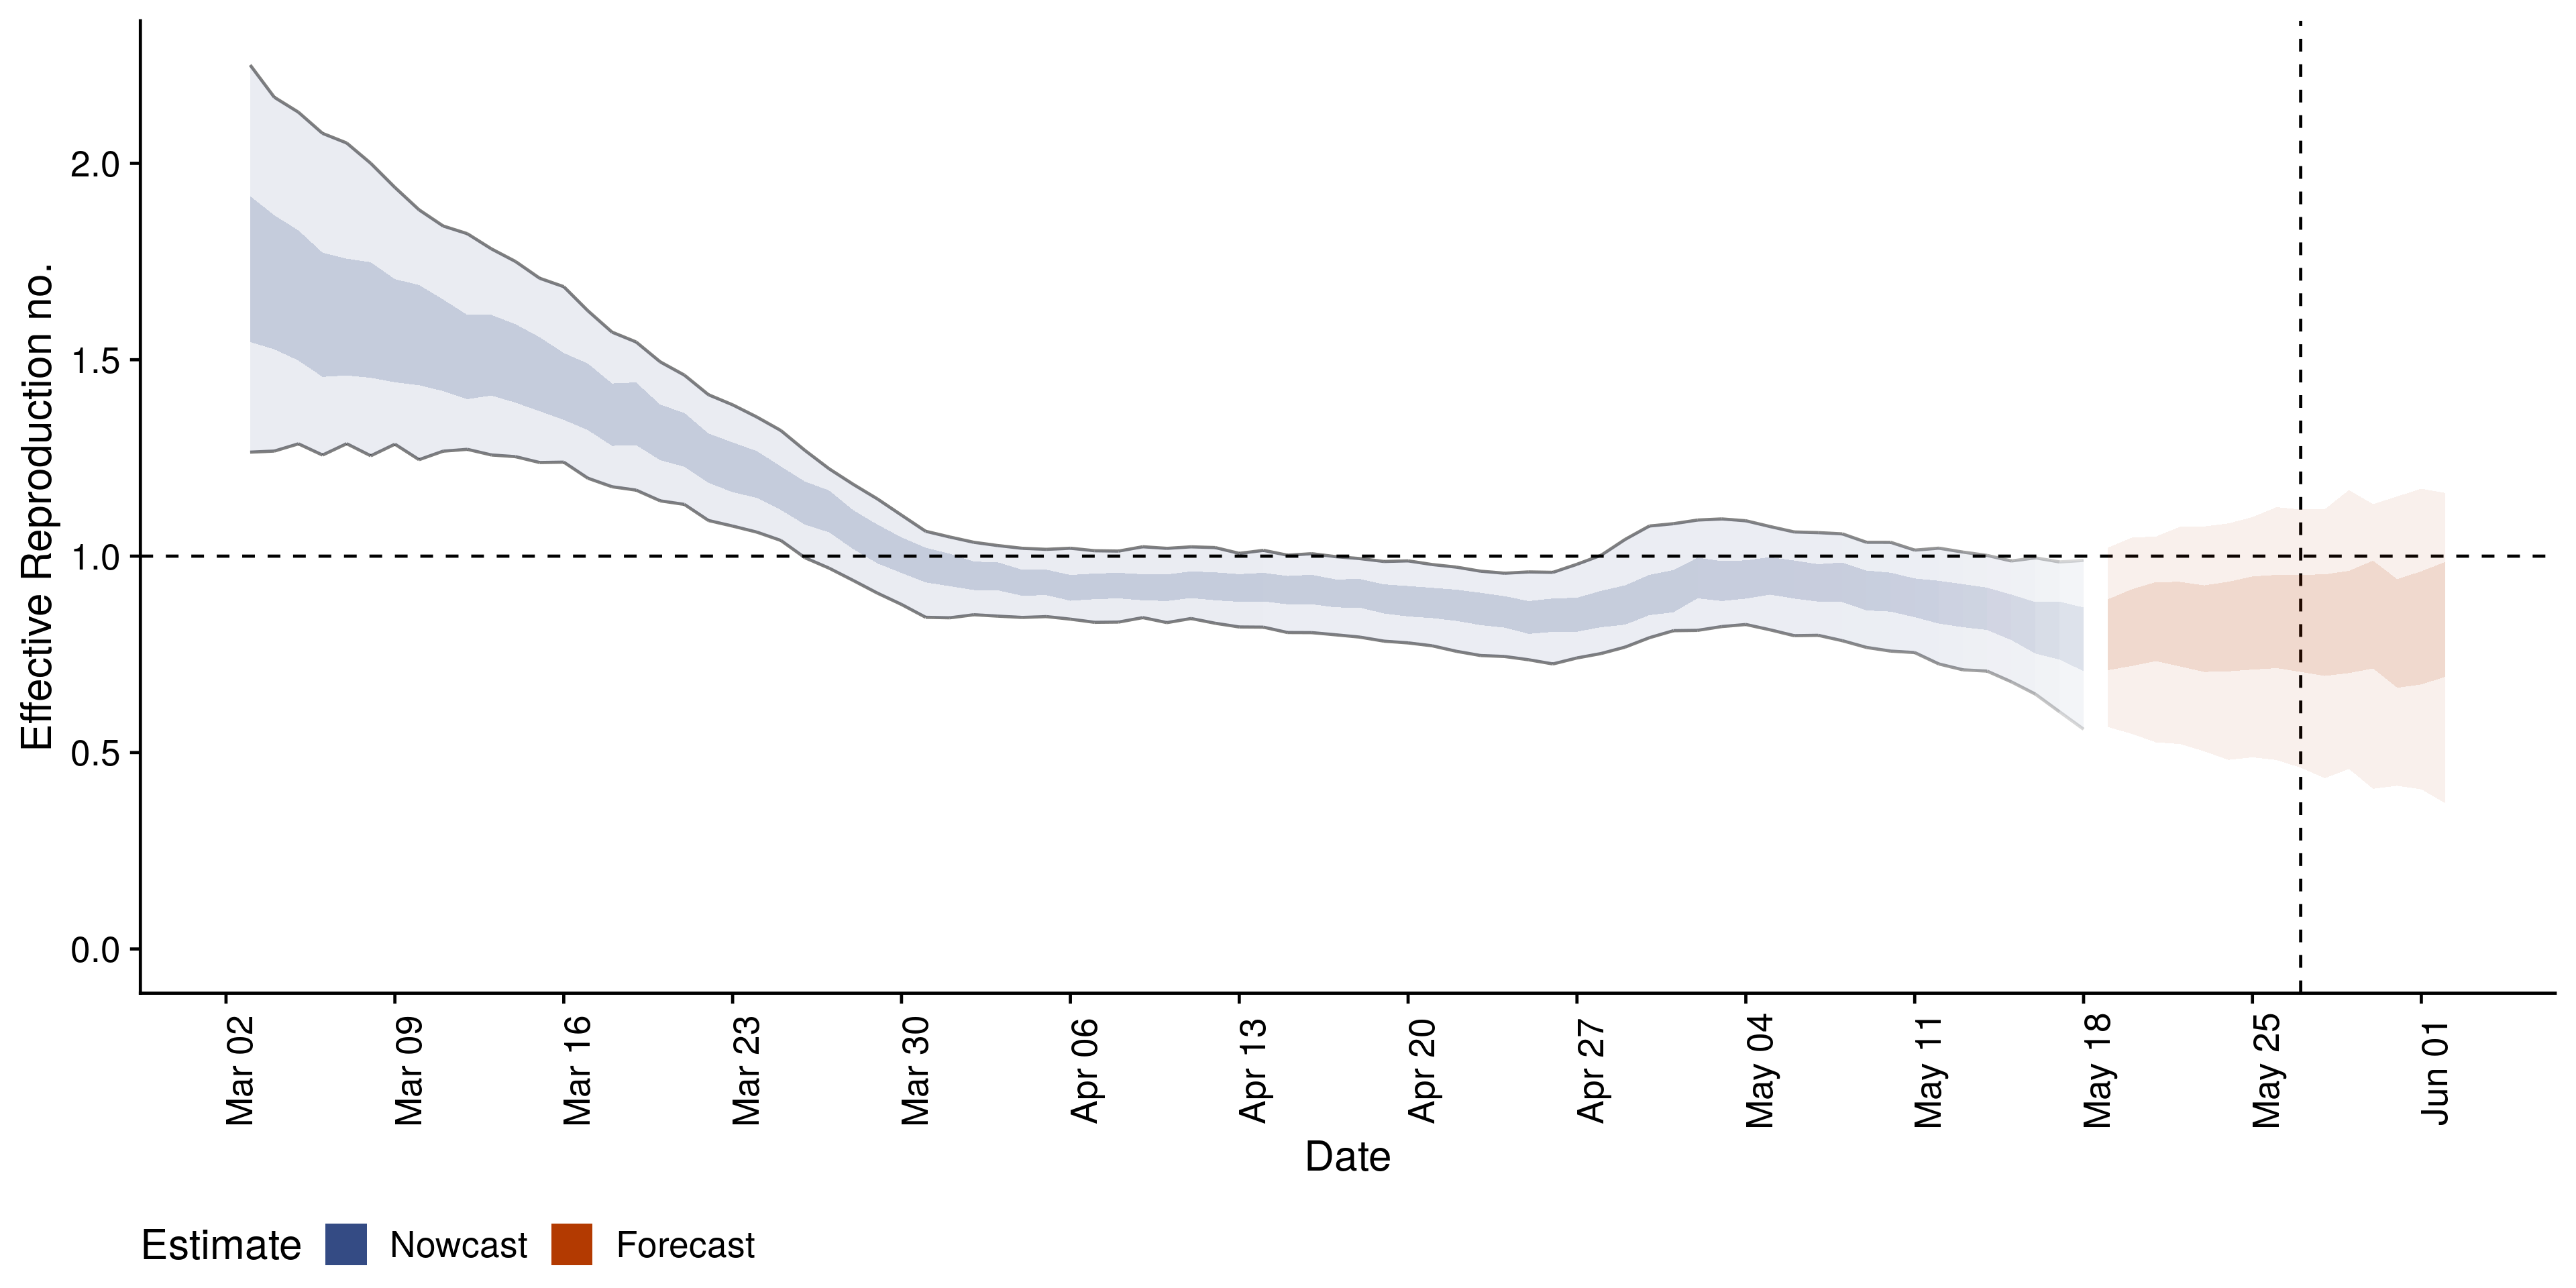 Effective Reproduction no.
2.0
1.5
1.0
0.5
0.0
Mar 02
Mar 09
Mar 16
Mar 23
Mar 30
Apr 06
Apr 13
Apr 20
Apr 27
May 04
May 11
May 18
May 25
Jun 01
Date
Estimate Nowcast Forecast